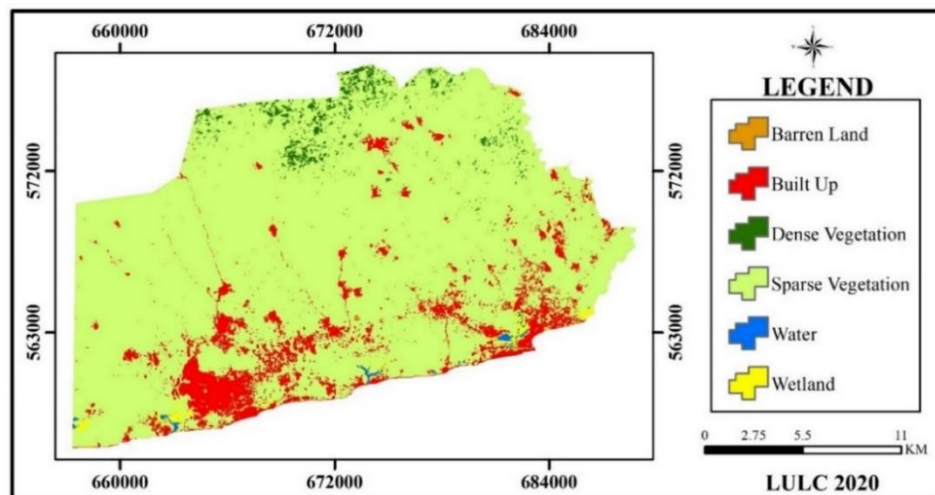 660000 672000 684000
LEGEND
Barren Land
572000 572000
Built Up
Dense Vegetation
Sparse Vegetation
563000 563000
Water
Wetland
0 2.75 5.5 11
KM
660000 672000 684000
LULC 2020